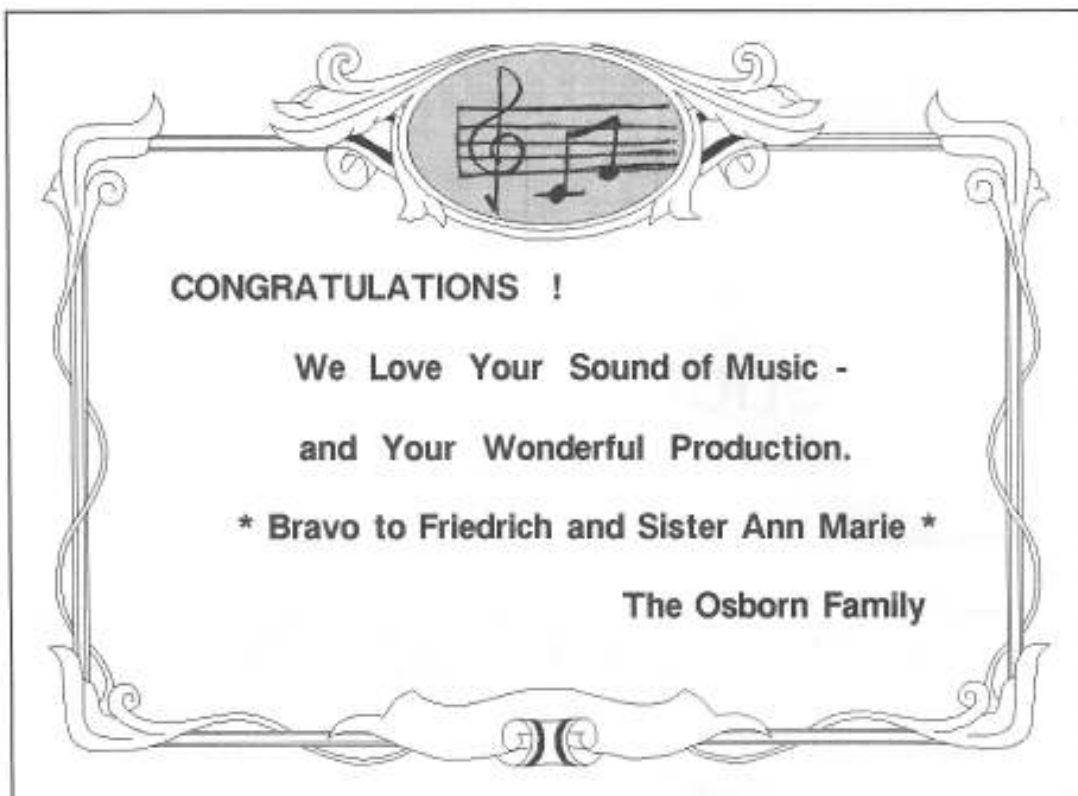 CONGRATULATIONS !
We Love Your Sound of Music -
and Your Wonderful Production.
* Bravo to Friedrich and Sister Ann Marie *
The Osborn Family